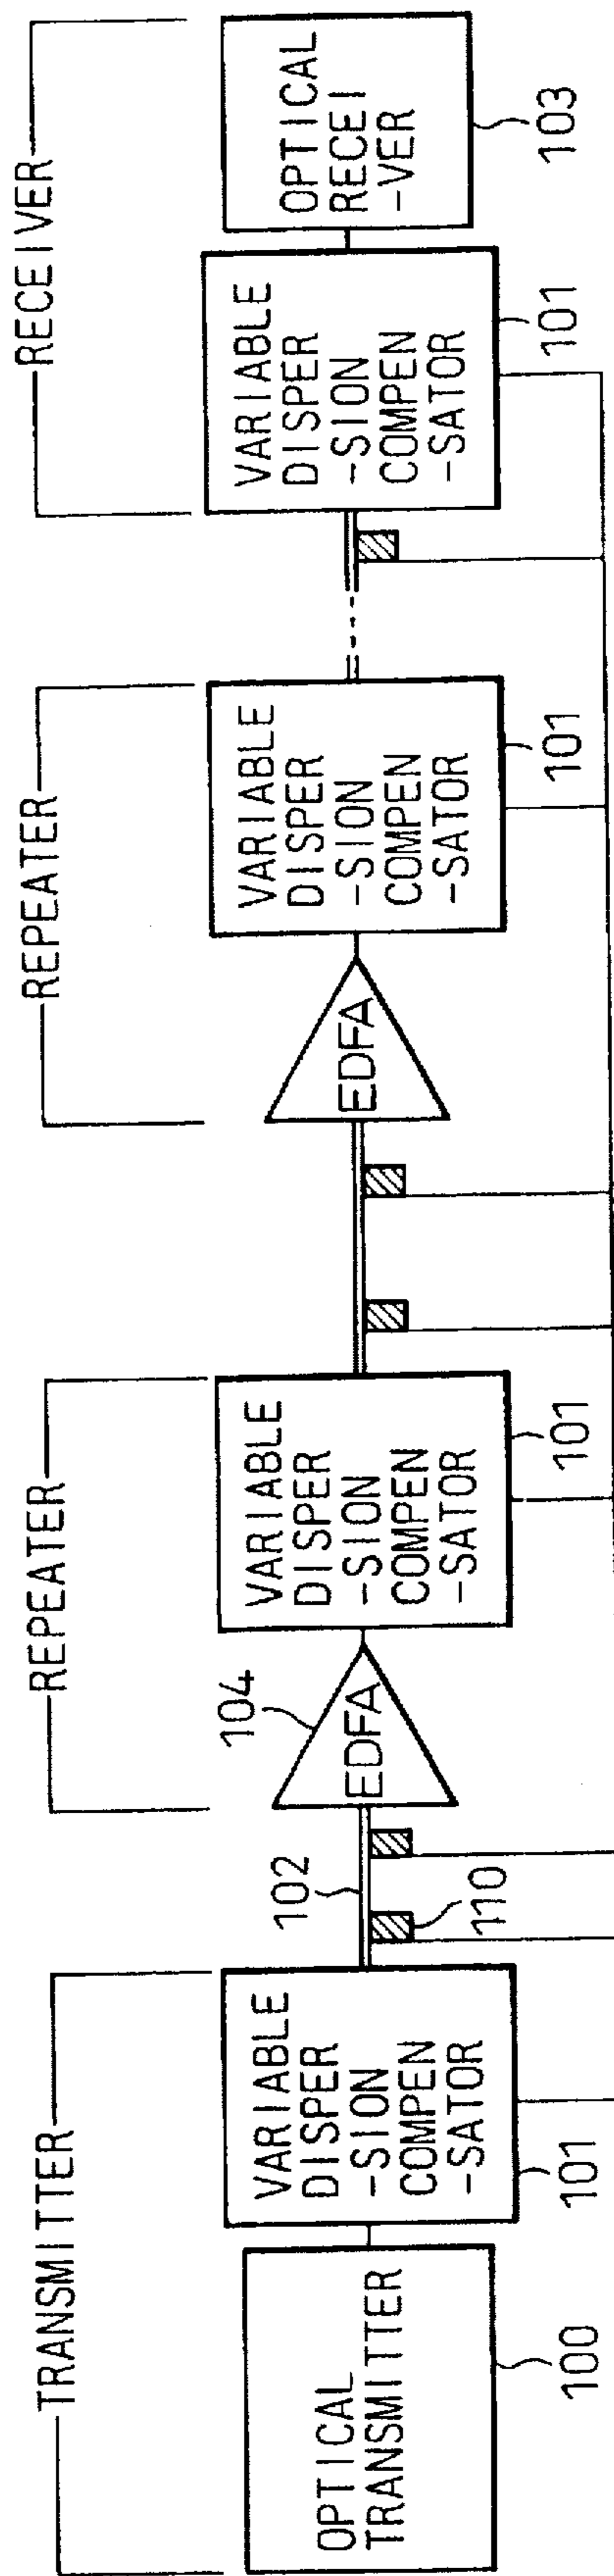 TRANSMITTER
REPEATER
REPEATER
RECEIVER
OPTICAL
TRANSMITTER
100
VARIABLE
DISPER
-SION
COMPEN
-SATOR
101
102
110
EDFA
104
VARIABLE
DISPER
-SION
COMPEN
-SATOR
101
EDFA
VARIABLE
DISPER
-SION
COMPEN
-SATOR
101
VARIABLE
DISPER
-SION
COMPEN
-SATOR
101
OPTICAL
RECEI
-VER
103